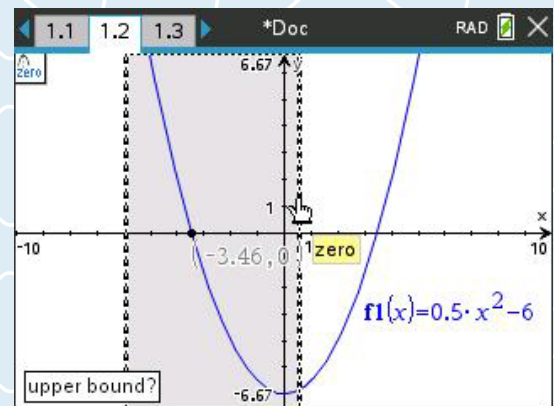 1.1 1.2 1.3 *Doc RAD
zero
6.67 y
1
x
-10
(-3.46,0)
1
zero
10
f1(x)=0.5·x²-6
upper bound?
-6.67